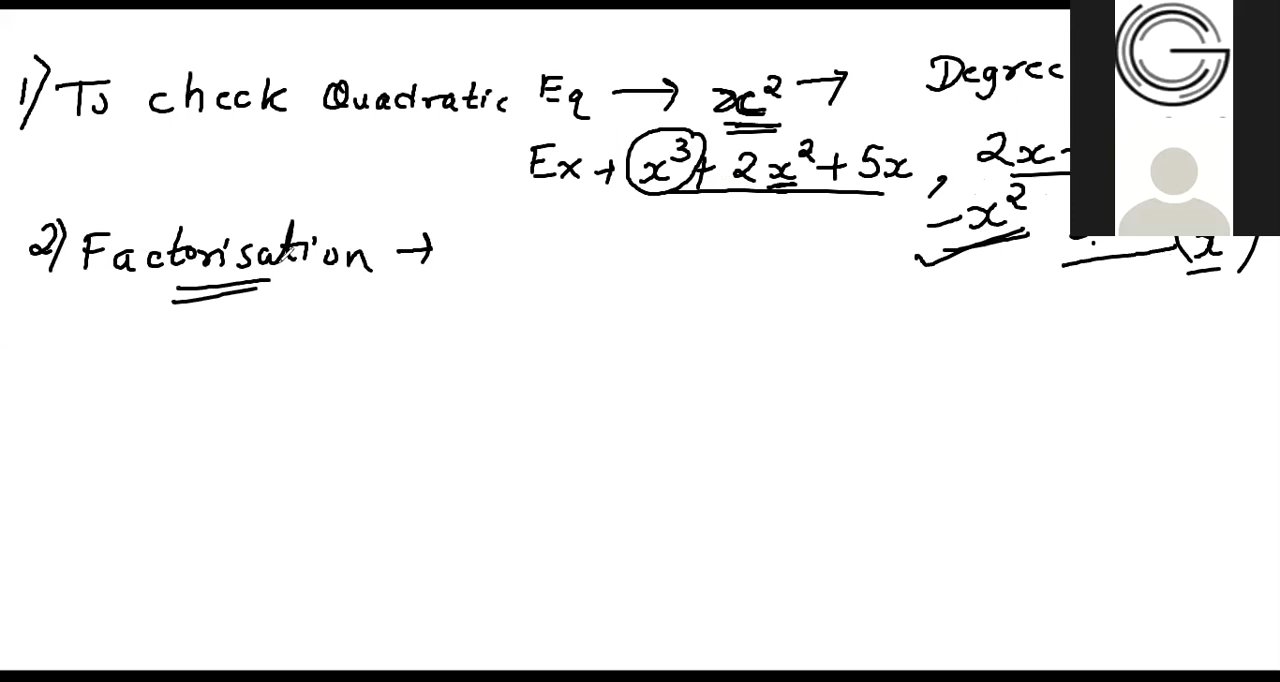 1) To check Quadratic Eq → x² → Degree
Ex → x³ + 2x² + 5x , 2x-
-x²
(x)
2) Factorisation →